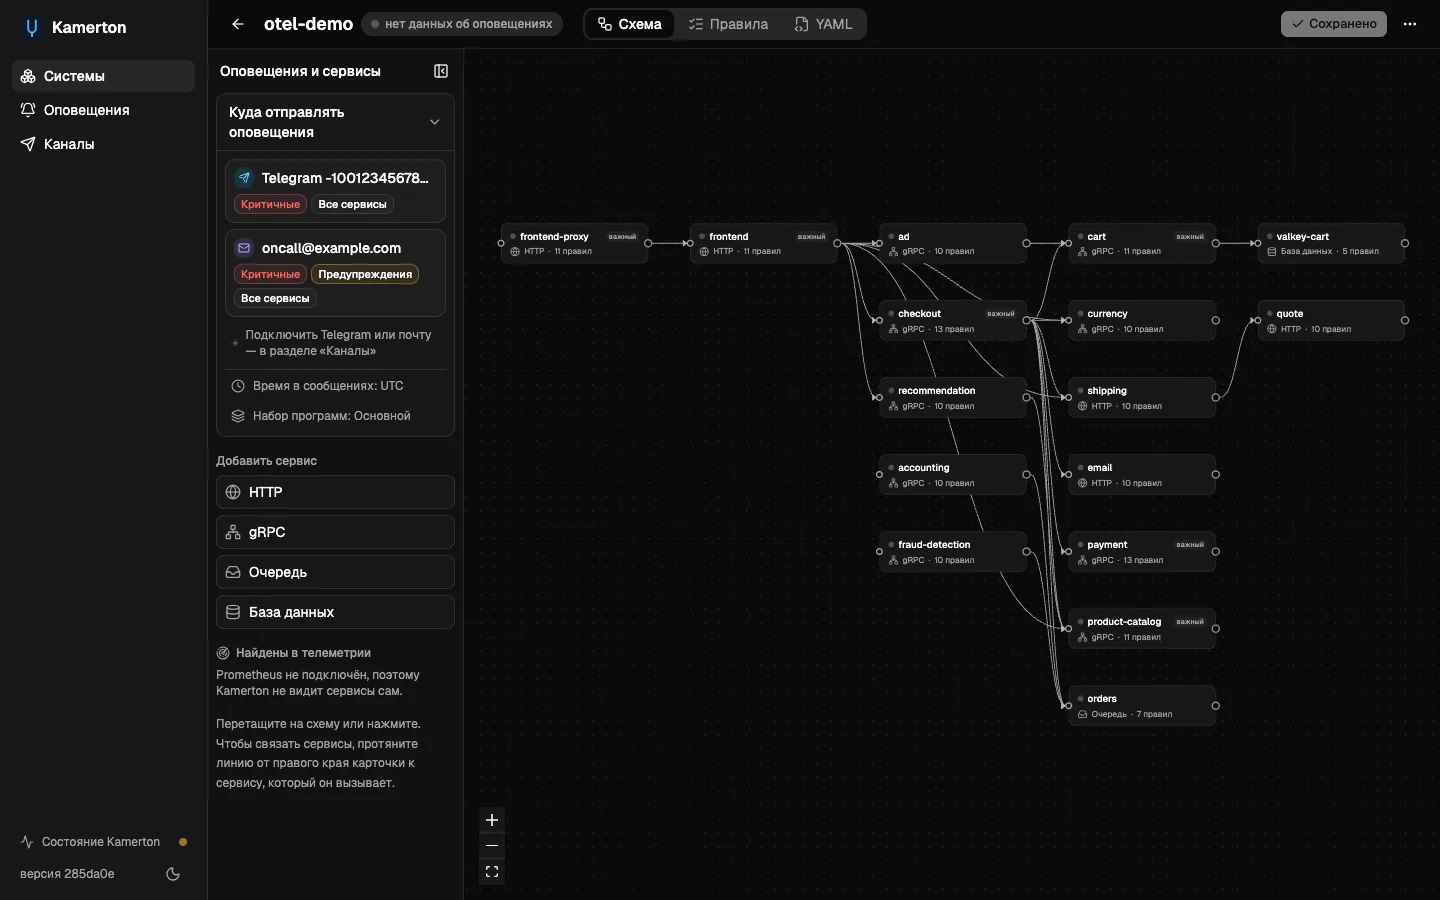 Kamerton
Системы
Оповещения
Каналы
Состояние Kamerton
версия 285da0e
otel-demo
нет данных об оповещениях
Схема
Правила
YAML
Сохранено
Оповещения и сервисы
Куда отправлять
оповещения
Telegram -10012345678...
Критичные
Все сервисы
oncall@example.com
Критичные
Предупреждения
Все сервисы
Подключить Telegram или почту
— в разделе «Каналы»
Время в сообщениях: UTC
Набор программ: Основной
Добавить сервис
HTTP
gRPC
Очередь
База данных
Найдены в телеметрии
Prometheus не подключён, поэтому
Kamerton не видит сервисы сам.
Перетащите на схему или нажмите.
Чтобы связать сервисы, протяните
линию от правого края карточки к
сервису, который он вызывает.
frontend-proxy важный
HTTP · 11 правил
frontend важный
HTTP · 11 правил
ad
gRPC · 10 правил
cart важный
gRPC · 11 правил
valkey-cart
База данных · 5 правил
checkout важный
gRPC · 13 правил
currency
gRPC · 10 правил
quote
HTTP · 10 правил
recommendation
gRPC · 10 правил
shipping
HTTP · 10 правил
accounting
gRPC · 10 правил
email
HTTP · 10 правил
fraud-detection
gRPC · 10 правил
payment важный
gRPC · 13 правил
product-catalog важный
gRPC · 11 правил
orders
Очередь · 7 правил